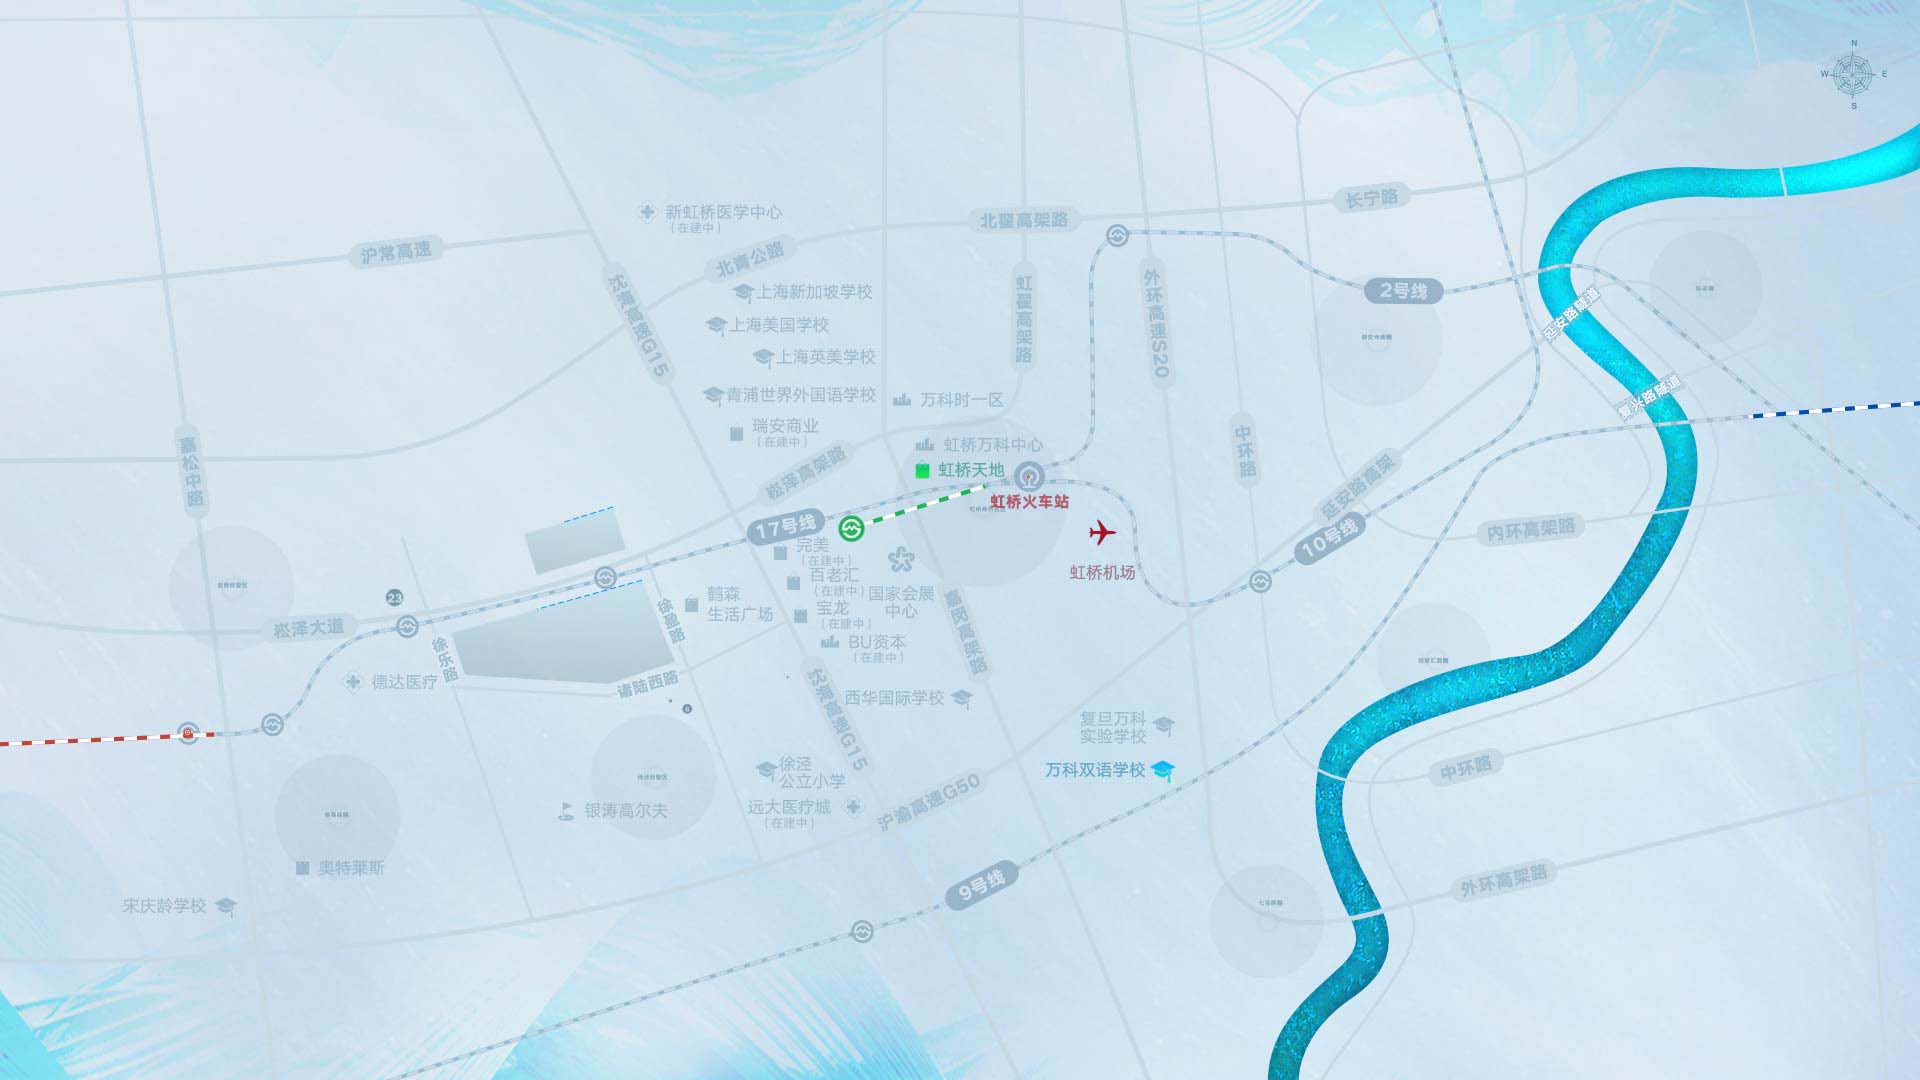 N
W
E
S
长宁路
新虹桥医学中心
(在建中)
北翟高架路
沪常高速
北青公路
沈海高速G15
虹翟高架路
外环高速S20
2号线
上海新加坡学校
上海美国学校
上海英美学校
延安路隧道
青浦世界外国语学校
万科时一区
复兴路隧道
瑞安商业
(在建中)
虹桥万科中心
嘉松中路
崧泽高架路
虹桥天地
中环路
延安路高架
虹桥火车站
17号线
10号线
内环高架路
完美
(在建中)
虹桥机场
百老汇
(在建中)
国家会展
中心
鹤森
生活广场
宝龙
(在建中)
嘉闵高架路
23
崧泽大道
徐盈路
徐乐路
BU资本
(在建中)
德达医疗
诸陆西路
沈海高速G15
西华国际学校
复旦万科
实验学校
万科双语学校
徐泾
公立小学
中环路
沪渝高速G50
远大医疗城
(在建中)
银涛高尔夫
奥特莱斯
9号线
外环高架路
宋庆龄学校